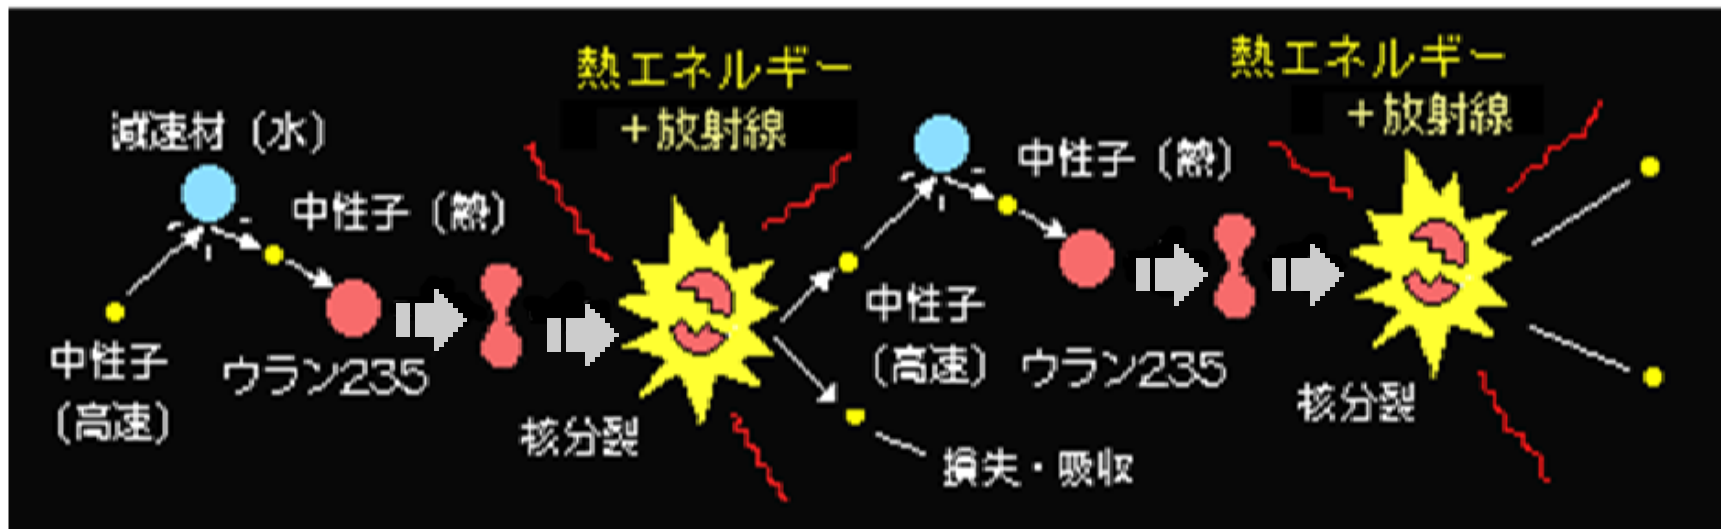 熱エネルギー
+放射線
減速材(水)
中性子(熱)
中性子
(高速)
ウラン235
核分裂
中性子(熱)
中性子
(高速)
損失・吸収
ウラン235
熱エネルギー
+放射線
核分裂